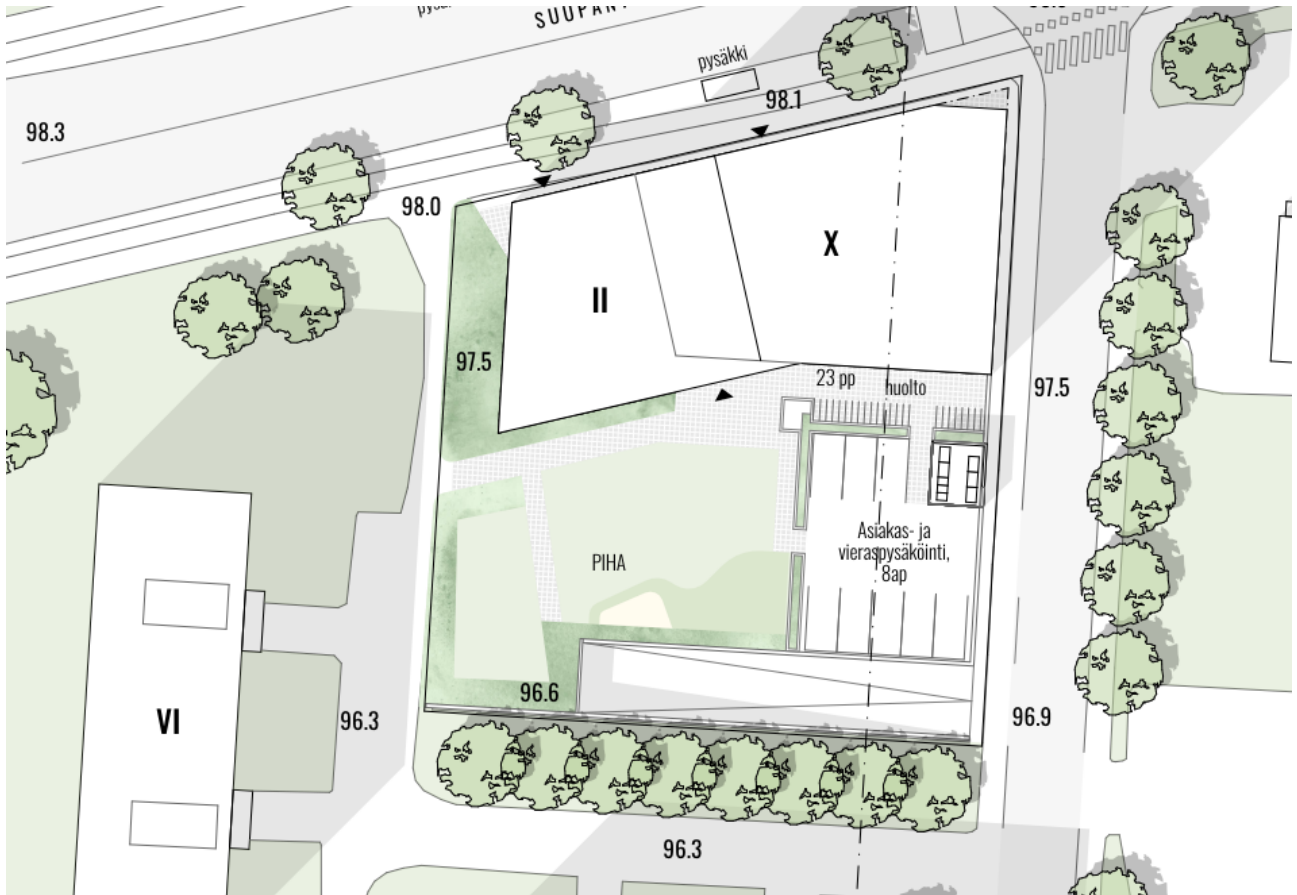 pysäkki
98.1
98.3
98.0
X
II
97.5
23 pp
huolto
97.5
Asiakas- ja
vieraspysäköinti,
8ap
PIHA
96.6
VI
96.3
96.9
96.3